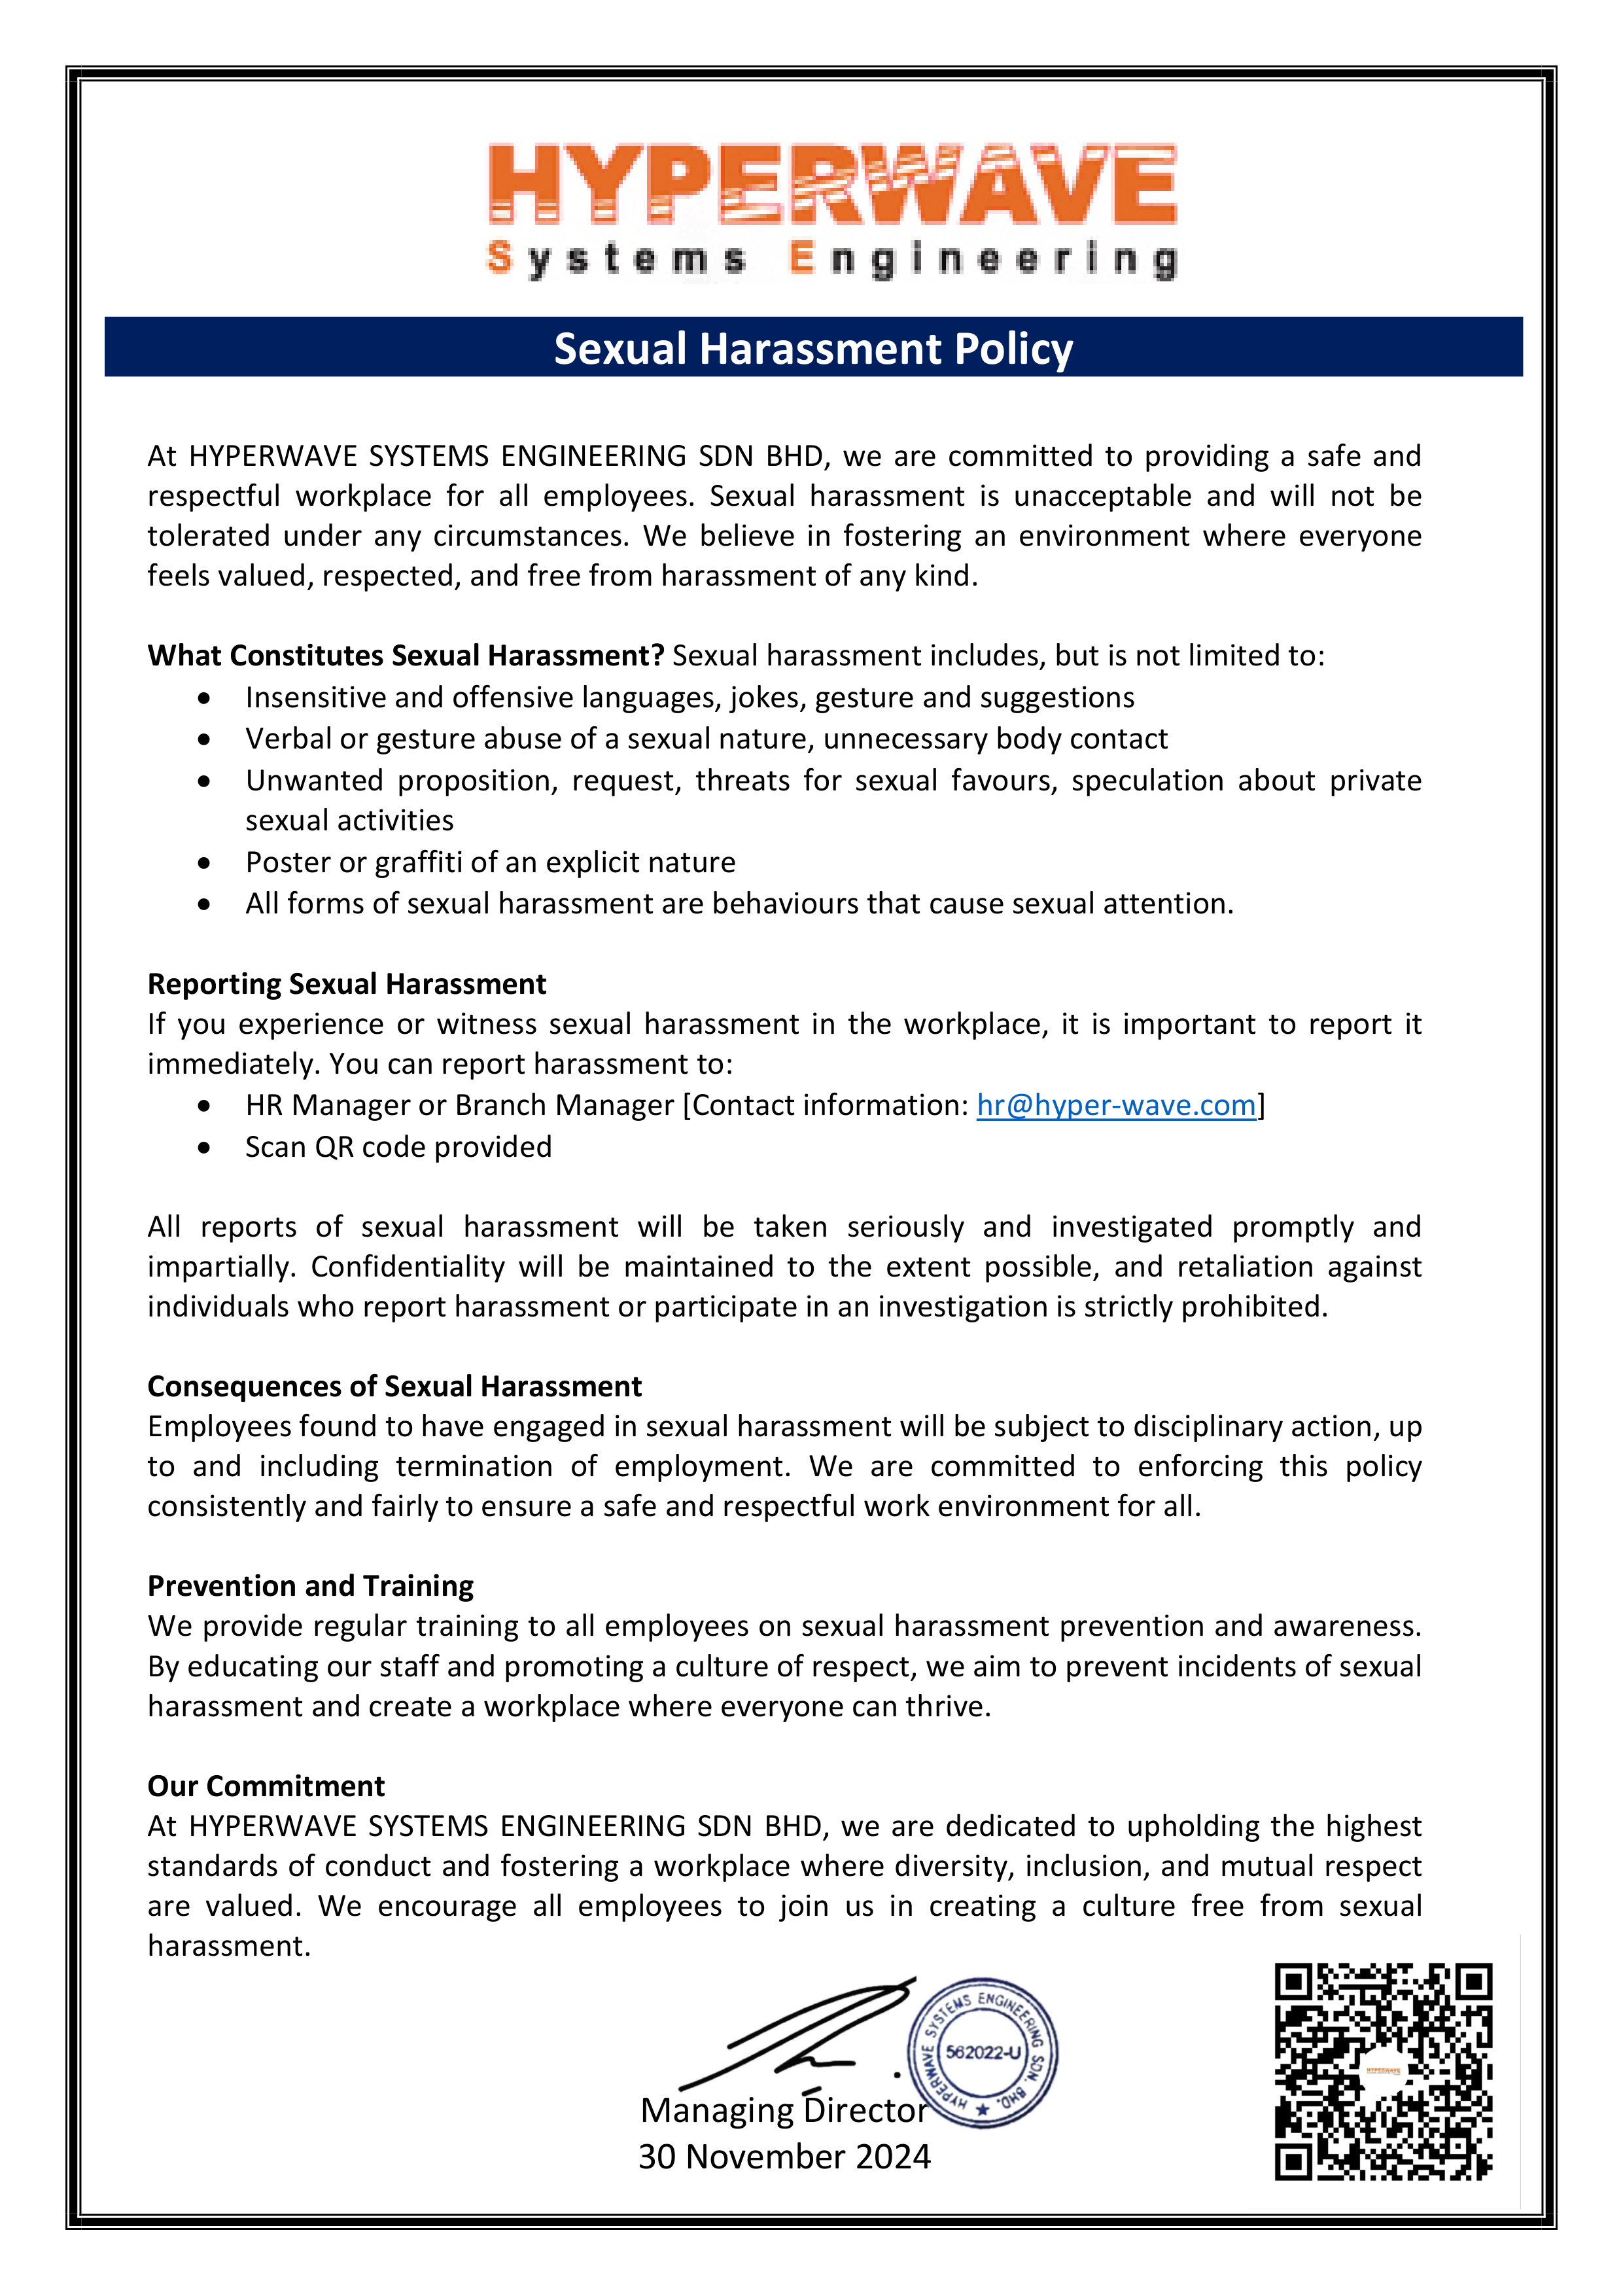 HYPERWAVE
Systems Engineering
Sexual Harassment Policy
At HYPERWAVE SYSTEMS ENGINEERING SDN BHD, we are committed to providing a safe and
respectful workplace for all employees. Sexual harassment is unacceptable and will not be
tolerated under any circumstances. We believe in fostering an environment where everyone
feels valued, respected, and free from harassment of any kind.
What Constitutes Sexual Harassment? Sexual harassment includes, but is not limited to:
• Insensitive and offensive languages, jokes, gesture and suggestions
• Verbal or gesture abuse of a sexual nature, unnecessary body contact
• Unwanted proposition, request, threats for sexual favours, speculation about private
sexual activities
• Poster or graffiti of an explicit nature
• All forms of sexual harassment are behaviours that cause sexual attention.
Reporting Sexual Harassment
If you experience or witness sexual harassment in the workplace, it is important to report it
immediately. You can report harassment to:
• HR Manager or Branch Manager [Contact information: hr@hyper-wave.com]
• Scan QR code provided
All reports of sexual harassment will be taken seriously and investigated promptly and
impartially. Confidentiality will be maintained to the extent possible, and retaliation against
individuals who report harassment or participate in an investigation is strictly prohibited.
Consequences of Sexual Harassment
Employees found to have engaged in sexual harassment will be subject to disciplinary action, up
to and including termination of employment. We are committed to enforcing this policy
consistently and fairly to ensure a safe and respectful work environment for all.
Prevention and Training
We provide regular training to all employees on sexual harassment prevention and awareness.
By educating our staff and promoting a culture of respect, we aim to prevent incidents of sexual
harassment and create a workplace where everyone can thrive.
Our Commitment
At HYPERWAVE SYSTEMS ENGINEERING SDN BHD, we are dedicated to upholding the highest
standards of conduct and fostering a workplace where diversity, inclusion, and mutual respect
are valued. We encourage all employees to join us in creating a culture free from sexual
harassment.
HYPERWAVE SYSTEMS ENGINEERING SDN. BHD.
562022-U
HYPERWAVE
Managing Director
30 November 2024